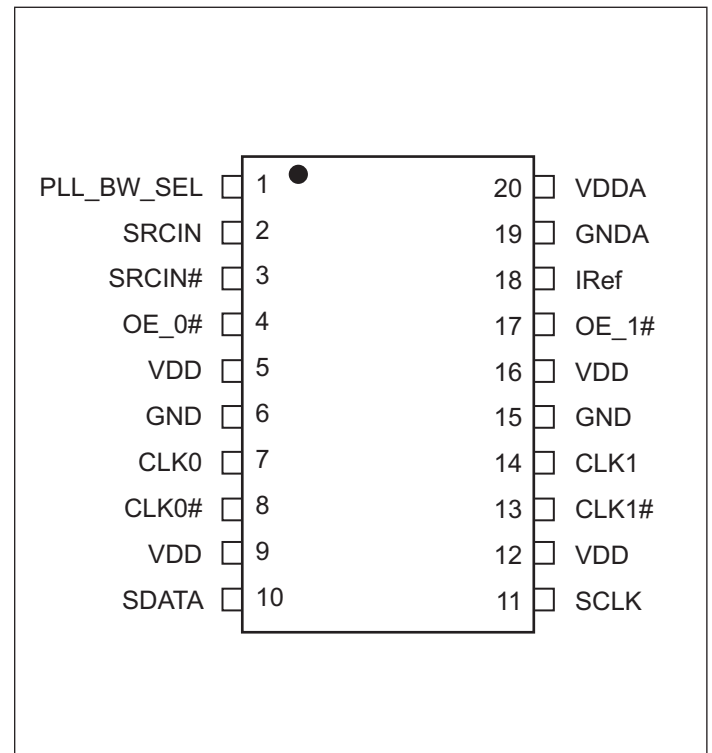 PLL_BW_SEL 1 20 VDDA
SRCIN 2 19 GNDA
SRCIN# 3 18 IRef
OE_0# 4 17 OE_1#
VDD 5 16 VDD
GND 6 15 GND
CLK0 7 14 CLK1
CLK0# 8 13 CLK1#
VDD 9 12 VDD
SDATA 10 11 SCLK